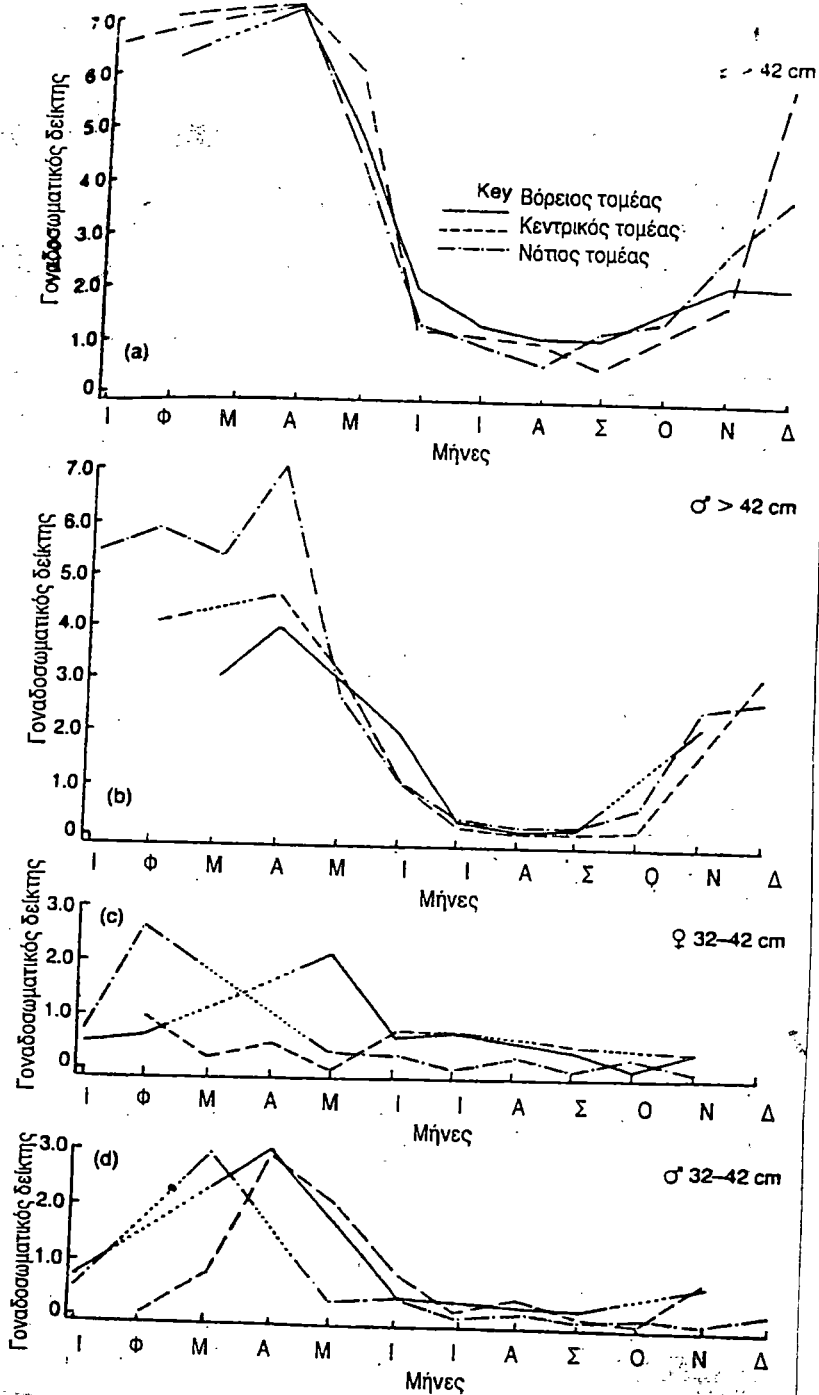 Γοναδοσωματικός δείκτης
7.0
6.0
5.0
4.0
3.0
2.0
1.0
0
(a)
> 42 cm
Key
Βόρειος τομέας
Κεντρικός τομέας
Νότιος τομέας
Ι Φ Μ Α Μ Ι Ι Α Σ Ο Ν Δ
Μήνες
Γοναδοσωματικός δείκτης
7.0
6.0
5.0
4.0
3.0
2.0
1.0
0
(b)
♂ > 42 cm
Ι Φ Μ Α Μ Ι Ι Α Σ Ο Ν Δ
Μήνες
Γοναδοσωματικός δείκτης
3.0
2.0
1.0
0
(c)
♀ 32–42 cm
Ι Φ Μ Α Μ Ι Ι Α Σ Ο Ν Δ
Μήνες
Γοναδοσωματικός δείκτης
3.0
2.0
1.0
0
(d)
♂ 32–42 cm
Ι Φ Μ Α Μ Ι Ι Α Σ Ο Ν Δ
Μήνες